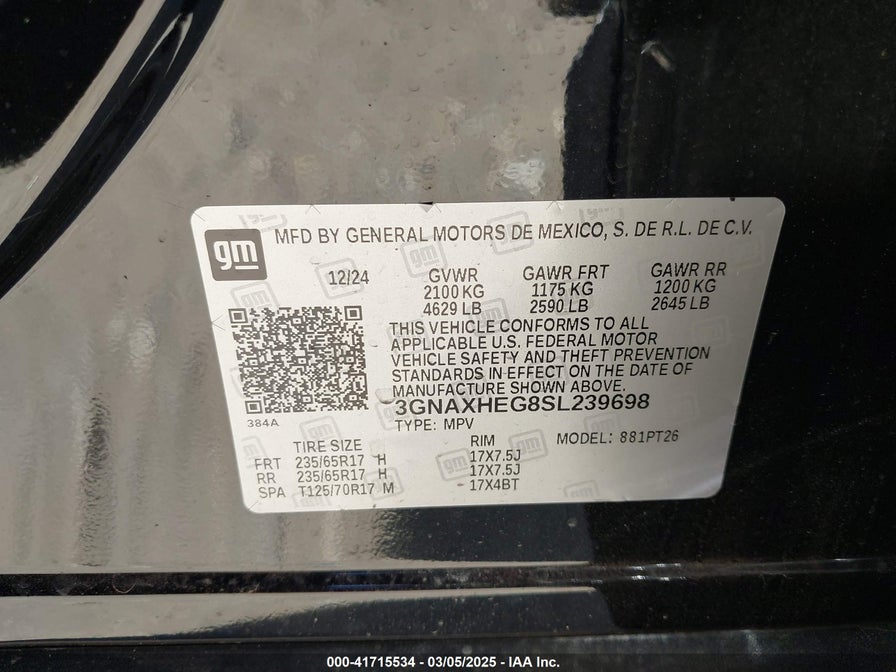 gm MFD BY GENERAL MOTORS DE MEXICO, S. DE R.L. DE C.V.
12/24 GVWR GAWR FRT GAWR RR
2100 KG 1175 KG 1200 KG
4629 LB 2590 LB 2645 LB
THIS VEHICLE CONFORMS TO ALL
APPLICABLE U.S. FEDERAL MOTOR
VEHICLE SAFETY AND THEFT PREVENTION
STANDARDS IN EFFECT ON THE DATE OF
MANUFACTURE SHOWN ABOVE.
3GNAXHEG8SL239698
384A TYPE: MPV
TIRE SIZE RIM MODEL: 881PT26
FRT 235/65R17 H 17X7.5J
RR 235/65R17 H 17X7.5J
SPA T125/70R17 M 17X4BT
000-41715534 - 03/05/2025 - IAA Inc.